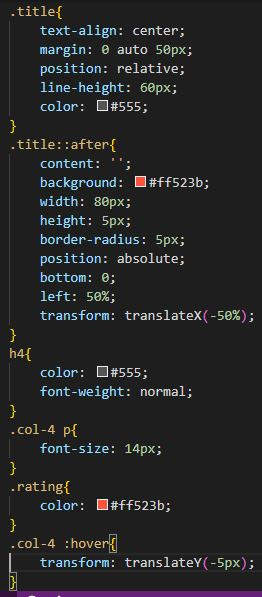 .title{
    text-align: center;
    margin: 0 auto 50px;
    position: relative;
    line-height: 60px;
    color: #555;
}
.title::after{
    content: '';
    background: #ff523b;
    width: 80px;
    height: 5px;
    border-radius: 5px;
    position: absolute;
    bottom: 0;
    left: 50%;
    transform: translateX(-50%);
}
h4{
    color: #555;
    font-weight: normal;
}
.col-4 p{
    font-size: 14px;
}
.rating{
    color: #ff523b;
}
.col-4 :hover{
    transform: translateY(-5px);
}